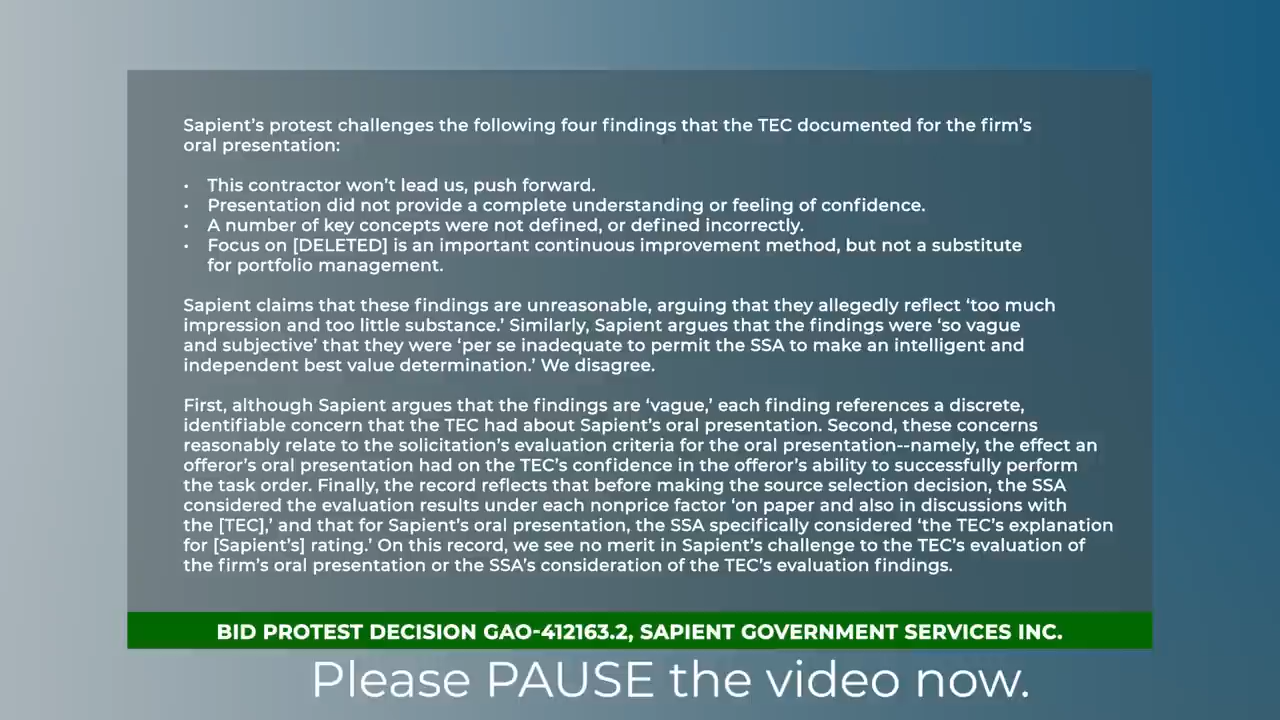 Sapient's protest challenges the following four findings that the TEC documented for the firm's
oral presentation:
• This contractor won't lead us, push forward.
• Presentation did not provide a complete understanding or feeling of confidence.
• A number of key concepts were not defined, or defined incorrectly.
• Focus on [DELETED] is an important continuous improvement method, but not a substitute
for portfolio management.
Sapient claims that these findings are unreasonable, arguing that they allegedly reflect 'too much
impression and too little substance.' Similarly, Sapient argues that the findings were 'so vague
and subjective' that they were 'per se inadequate to permit the SSA to make an intelligent and
independent best value determination.' We disagree.
First, although Sapient argues that the findings are 'vague,' each finding references a discrete,
identifiable concern that the TEC had about Sapient's oral presentation. Second, these concerns
reasonably relate to the solicitation's evaluation criteria for the oral presentation--namely, the effect an
offeror's oral presentation had on the TEC's confidence in the offeror's ability to successfully perform
the task order. Finally, the record reflects that before making the source selection decision, the SSA
considered the evaluation results under each nonprice factor 'on paper and also in discussions with
the [TEC],' and that for Sapient's oral presentation, the SSA specifically considered 'the TEC's explanation
for [Sapient's] rating.' On this record, we see no merit in Sapient's challenge to the TEC's evaluation of
the firm's oral presentation or the SSA's consideration of the TEC's evaluation findings.
BID PROTEST DECISION GAO-412163.2, SAPIENT GOVERNMENT SERVICES INC.
Please PAUSE the video now.